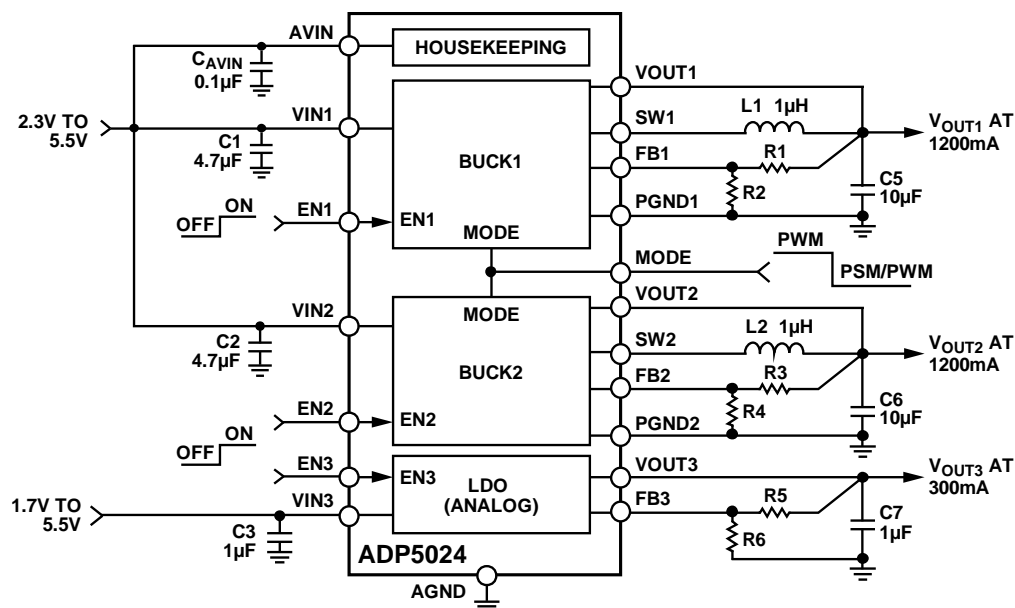 AVIN
HOUSEKEEPING
CAVIN
0.1µF
VOUT1
L1 1µH
SW1
2.3V TO
5.5V
VIN1
C1
4.7µF
BUCK1
VOUT1 AT
1200mA
FB1
R1
R2
C5
10µF
OFF
ON
EN1
EN1
PGND1
MODE
MODE
PWM
PSM/PWM
VOUT2
VIN2
MODE
C2
4.7µF
L2 1µH
SW2
VOUT2 AT
1200mA
BUCK2
FB2
R3
R4
C6
10µF
EN2
EN2
OFF
ON
PGND2
EN3
EN3
VOUT3
VOUT3 AT
300mA
LDO
(ANALOG)
1.7V TO
5.5V
VIN3
C3
1µF
FB3
R5
R6
C7
1µF
ADP5024
AGND